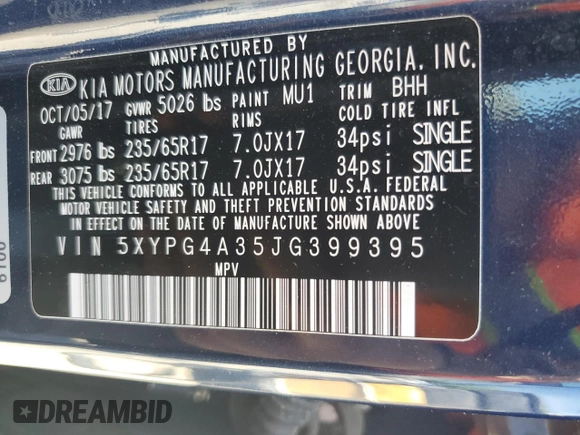 MANUFACTURED BY
KIA KIA MOTORS MANUFACTURING GEORGIA, INC.
OCT/05/17 GVWR 5026 lbs PAINT MU1 TRIM BHH
GAWR TIRES RIMS COLD TIRE INFL
FRONT 2976 lbs 235/65R17 7.0JX17 34psi SINGLE
REAR 3075 lbs 235/65R17 7.0JX17 34psi SINGLE
THIS VEHICLE CONFORMS TO ALL APPLICABLE U.S.A. FEDERAL
MOTOR VEHICLE SAFETY AND THEFT PREVENTION STANDARDS
IN EFFECT ON THE DATE OF MANUFACTURE SHOWN ABOVE.
VIN 5XYPG4A35JG399395
MPV
DREAMBID